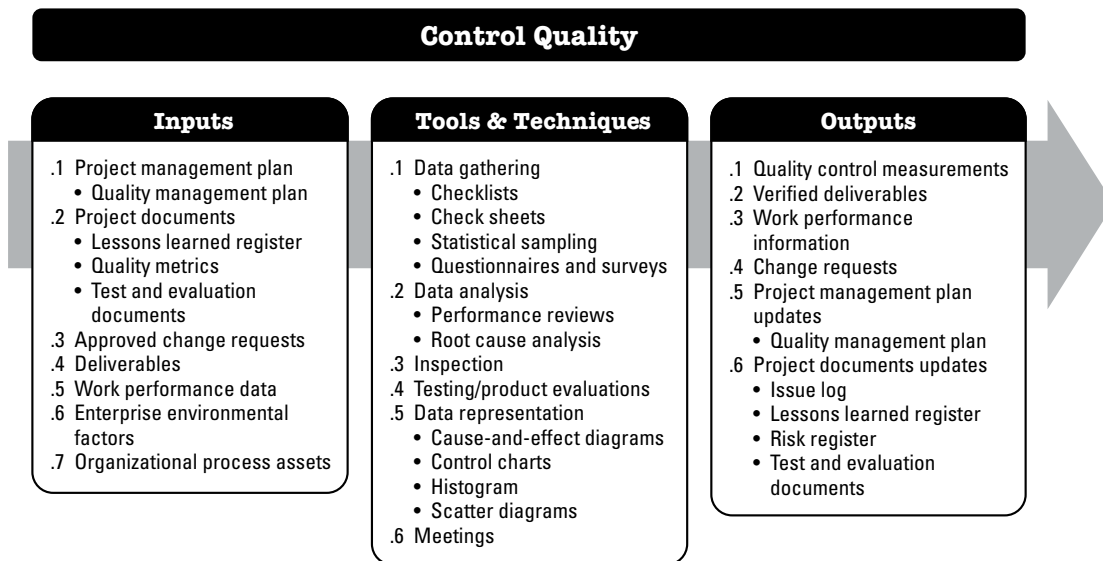 Control Quality
Inputs
.1 Project management plan
• Quality management plan
.2 Project documents
• Lessons learned register
• Quality metrics
• Test and evaluation
documents
.3 Approved change requests
.4 Deliverables
.5 Work performance data
.6 Enterprise environmental
factors
.7 Organizational process assets
Tools & Techniques
.1 Data gathering
• Checklists
• Check sheets
• Statistical sampling
• Questionnaires and surveys
.2 Data analysis
• Performance reviews
• Root cause analysis
.3 Inspection
.4 Testing/product evaluations
.5 Data representation
• Cause-and-effect diagrams
• Control charts
• Histogram
• Scatter diagrams
.6 Meetings
Outputs
.1 Quality control measurements
.2 Verified deliverables
.3 Work performance
information
.4 Change requests
.5 Project management plan
updates
• Quality management plan
.6 Project documents updates
• Issue log
• Lessons learned register
• Risk register
• Test and evaluation
documents